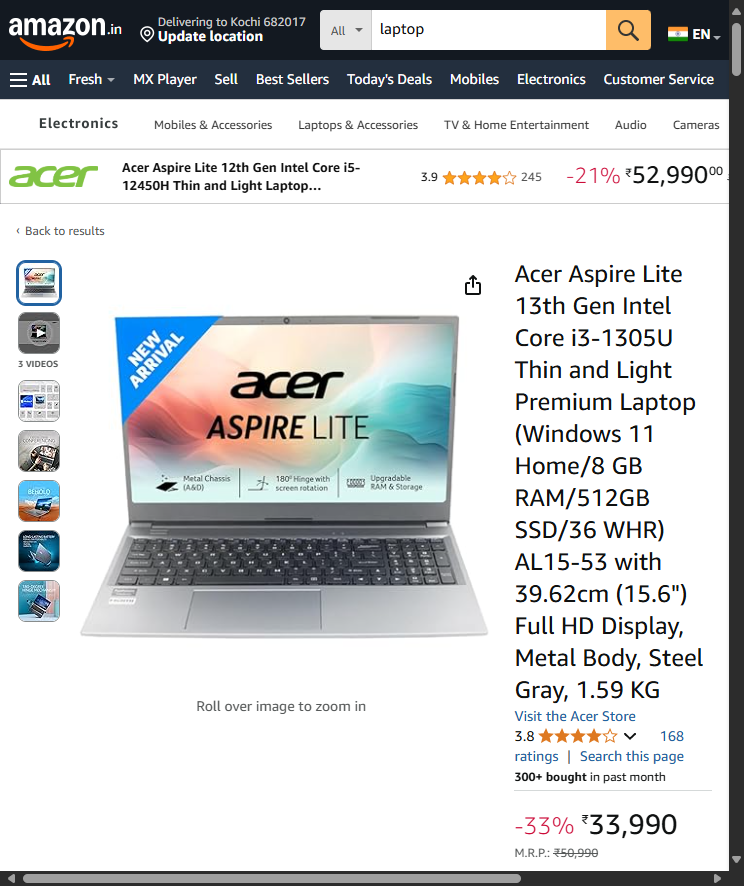 amazon.in
Delivering to Kochi 682017
Update location
All
laptop
EN
All
Fresh
MX Player
Sell
Best Sellers
Today's Deals
Mobiles
Electronics
Customer Service
Electronics
Mobiles & Accessories
Laptops & Accessories
TV & Home Entertainment
Audio
Cameras
acer
Acer Aspire Lite 12th Gen Intel Core i5-
12450H Thin and Light Laptop…
3.9
245
-21% ₹52,99000
‹ Back to results
3 VIDEOS
NEW
ARRIVAL
acer
ASPIRE LITE
Metal Chassis
(A&D)
180° Hinge with
screen rotation
Upgradable
RAM & Storage
Roll over image to zoom in
Acer Aspire Lite
13th Gen Intel
Core i3-1305U
Thin and Light
Premium Laptop
(Windows 11
Home/8 GB
RAM/512GB
SSD/36 WHR)
AL15-53 with
39.62cm (15.6")
Full HD Display,
Metal Body, Steel
Gray, 1.59 KG
Visit the Acer Store
3.8
168
ratings | Search this page
300+ bought in past month
-33% ₹33,990
M.R.P.: ₹50,990